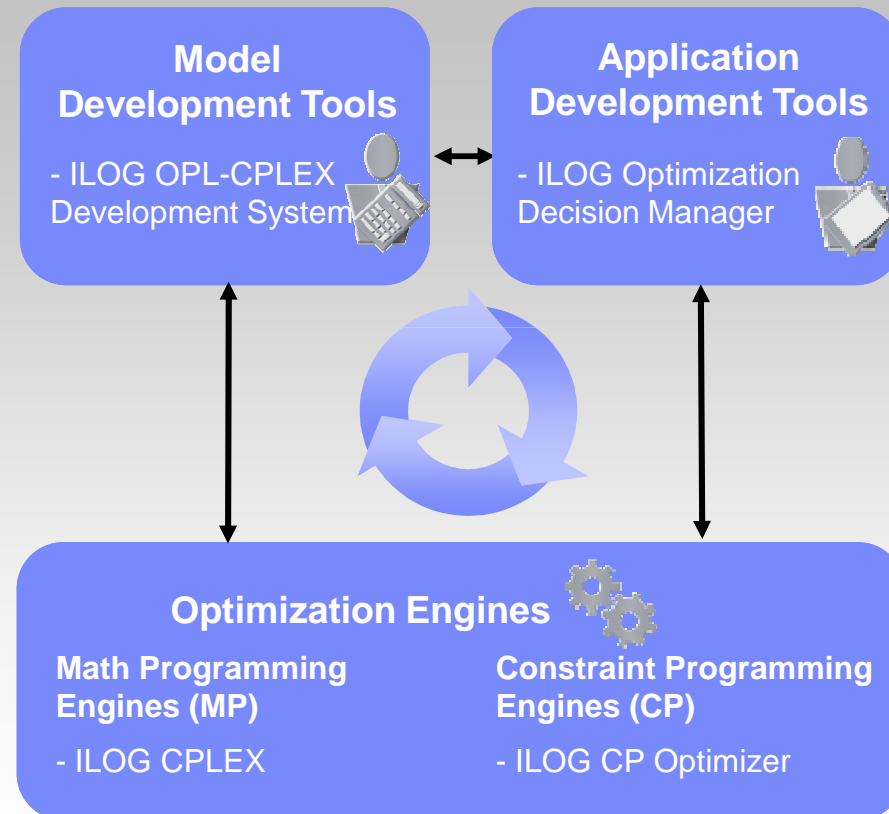 Model
Development Tools
- ILOG OPL-CPLEX
Development System
Application
Development Tools
- ILOG Optimization
Decision Manager
Optimization Engines
Math Programming
Engines (MP)
- ILOG CPLEX
Constraint Programming
Engines (CP)
- ILOG CP Optimizer